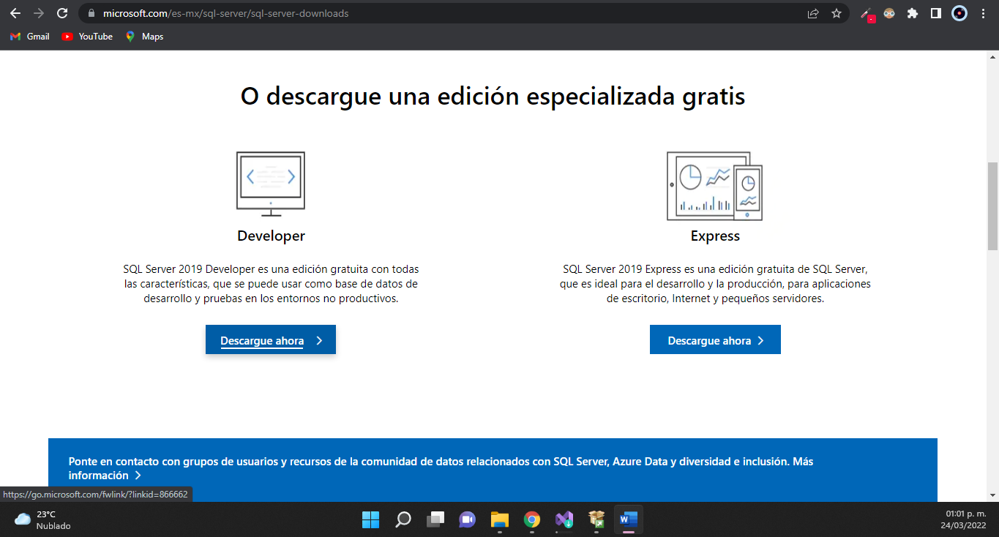 microsoft.com/es-mx/sql-server/sql-server-downloads
Gmail YouTube Maps
O descargue una edición especializada gratis
Developer
SQL Server 2019 Developer es una edición gratuita con todas
las características, que se puede usar como base de datos de
desarrollo y pruebas en los entornos no productivos.
Descargue ahora
Express
SQL Server 2019 Express es una edición gratuita de SQL Server,
que es ideal para el desarrollo y la producción, para aplicaciones
de escritorio, Internet y pequeños servidores.
Descargue ahora
Ponte en contacto con grupos de usuarios y recursos de la comunidad de datos relacionados con SQL Server, Azure Data y diversidad e inclusión. Más
información
https://go.microsoft.com/fwlink/?linkid=866662
23°C
Nublado
01:01 p. m.
24/03/2022